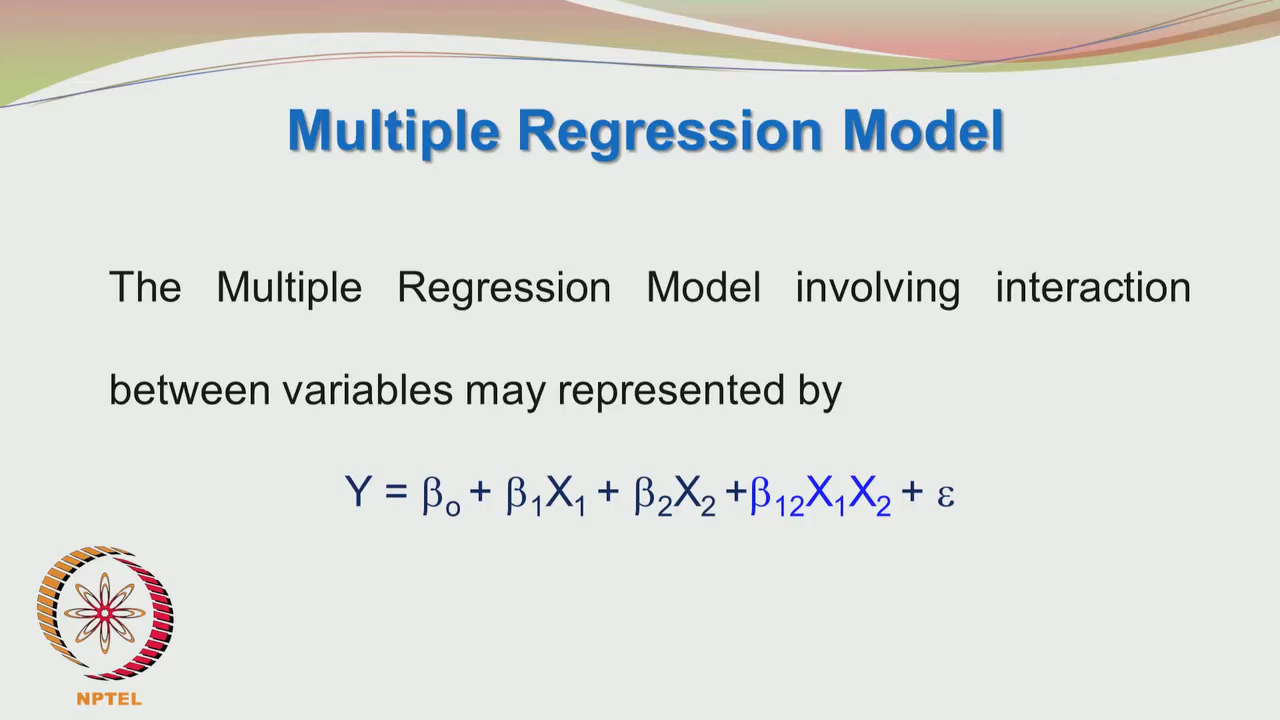 Multiple Regression Model
The Multiple Regression Model involving interaction
between variables may represented by
Y = βₒ + β₁X₁ + β₂X₂ +β₁₂X₁X₂ + ε
NPTEL